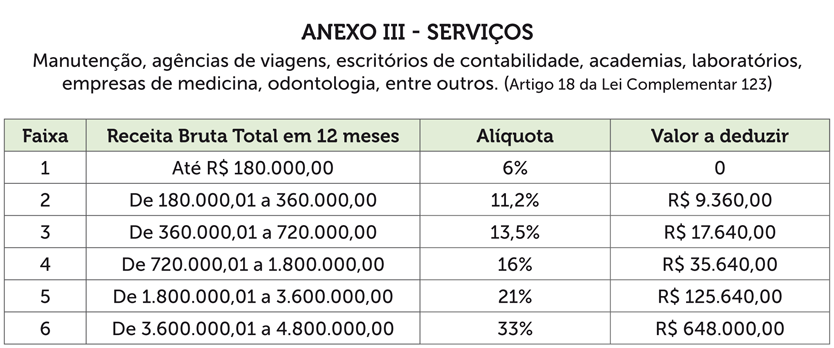 ANEXO III - SERVIÇOS
Manutenção, agências de viagens, escritórios de contabilidade, academias, laboratórios,
empresas de medicina, odontologia, entre outros. (Artigo 18 da Lei Complementar 123)
Faixa Receita Bruta Total em 12 meses Alíquota Valor a deduzir
1 Até R$ 180.000,00 6% 0
2 De 180.000,01 a 360.000,00 11,2% R$ 9.360,00
3 De 360.000,01 a 720.000,00 13,5% R$ 17.640,00
4 De 720.000,01 a 1.800.000,00 16% R$ 35.640,00
5 De 1.800.000,01 a 3.600.000,00 21% R$ 125.640,00
6 De 3.600.000,01 a 4.800.000,00 33% R$ 648.000,00